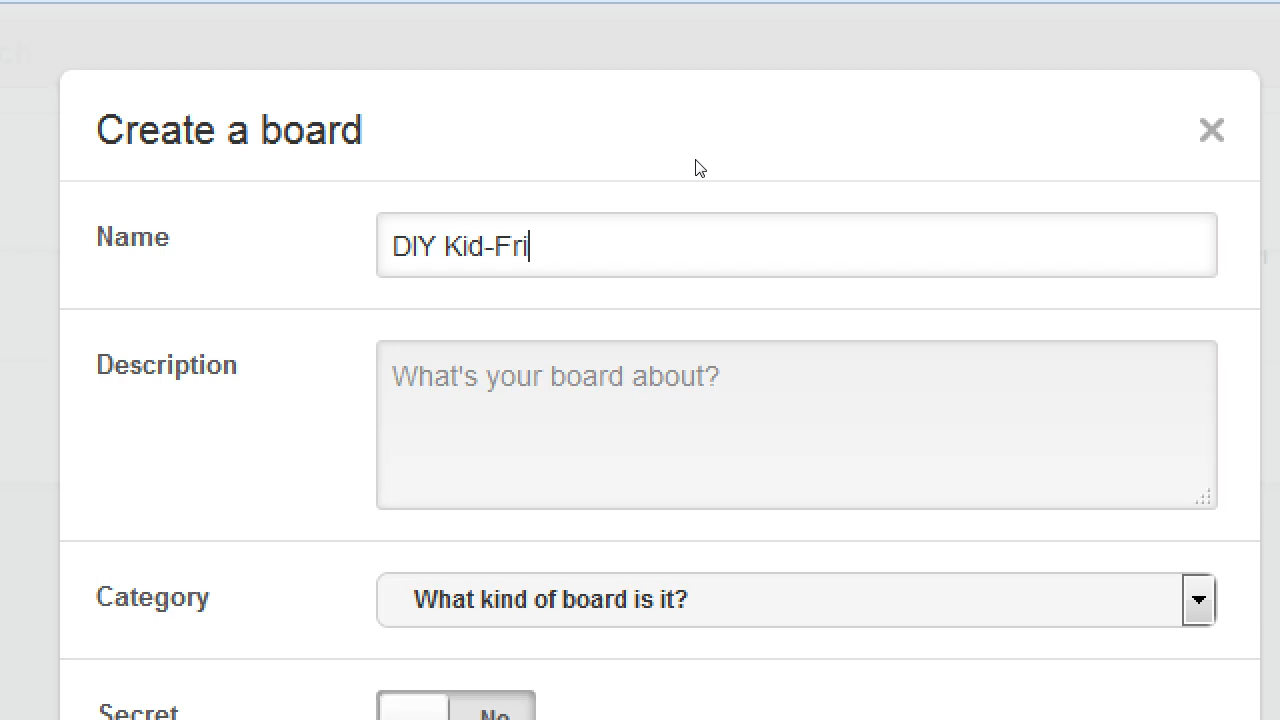 Create a board
Name
DIY Kid-Fri
Description
What's your board about?
Category
What kind of board is it?
Secret
No